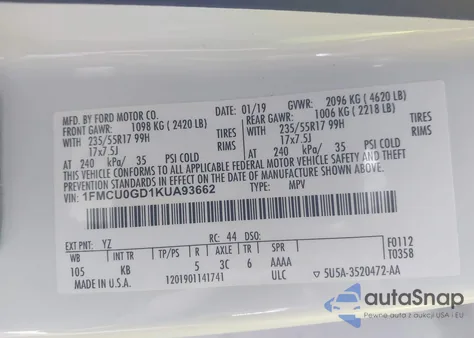 MFD. BY FORD MOTOR CO. 01/19 GVWR: 2096 KG ( 4620 LB)
FRONT GAWR: 1098 KG ( 2420 LB) REAR GAWR: 1006 KG ( 2218 LB)
WITH 235/55R17 99H TIRES WITH 235/55R17 99H TIRES
17x7.5J 17x7.5J
AT 240 kPa/ 35 PSI COLD AT 240 kPa/ 35 PSI COLD
THIS VEHICLE CONFORMS TO ALL APPLICABLE FEDERAL MOTOR VEHICLE SAFETY AND THEFT
PREVENTION STANDARDS IN EFFECT ON THE DATE OF MANUFACTURE SHOWN ABOVE.
VIN: 1FMCU0GD1KUA93662 TYPE: MPV
EXT PNT: YZ RC: 44 DSO: F0112
WB KB TP/PS R 3C TR SPR T0358
105 5 6 AAAA
MADE IN U.S.A. 1201901141741 ULC 5U5A-3520472-AA
autaSnap
Pewne auta z USA i EU